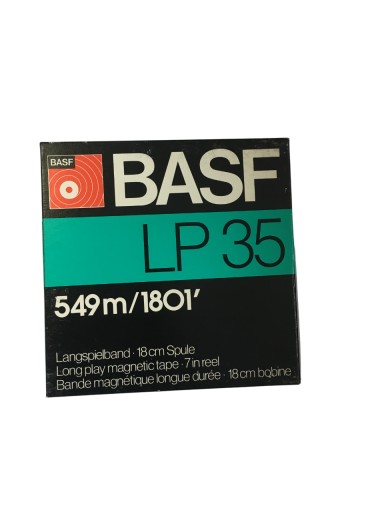 BASF
BASF
LP 35
549 m/1801'
Langspielband · 18 cm Spule
Long play magnetic tape · 7 in reel
Bande magnétique longue durée · 18 cm bobine